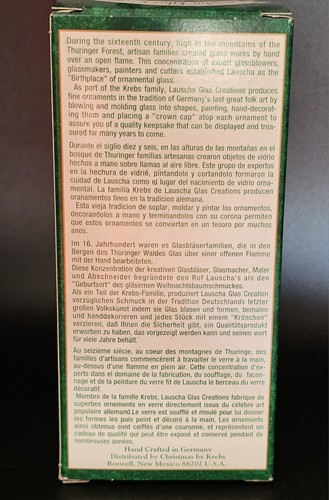 During the sixteenth century, high in the mountains of the
Thuringer Forest, artisan families created glass works by hand
over an open flame. This concentration of expert glassblowers,
glassmakers, painters and cutters established Lauscha as the
"Birthplace" of ornamental glass.
As part of the Krebs family, Lauscha Glas Creations produces
fine ornaments in the tradition of Germany's last great folk art by
blowing and molding glass into shapes, painting, hand-decorat-
ing them and placing a "crown cap" atop each ornament to
assure you of a quality keepsake that can be displayed and trea-
sured for many years to come.
Durante el siglo diez y seis, en las alturas de las montañas en el
bosque de Thuringer familias artesanas crearon objetos de vidrio
hechos a mano sobre llamas al aire libre. Este grupo de expertos
en la hechura de vidrió, pintandolo y cortandolo formaron la
cuidad de Lauscha como el lugar del nacimiento de vidrio orna-
mental. La familia Krebs de Lauscha Glas Creations producen
oranamentos finos en la tradicion alemana.
Esta vieja tradicion de soplar, moldar y pintar los ornamentos,
decorandolos a mano y terminandolos con su corona permiten
que estos ornamentos se conviertan en un tesoro por muchos
anos.
Im 16. Jahrhundert waren es Glasbläserfamilien, die in den
Bergen des Thüringer Waldes Glas über einer offenen Flamme
mit der Hand bearbeiteten.
Diese Konzentration der kreativen Glasbläser, Glasmacher, Maler
und Abschneider begründete den Ruf Lauscha's als den
"Geburtsort" des gläsernen Weihnachtsbaumschmuckes.
Als ein Teil der Krebs-Familie, produziert Lauscha Glas Creation
vorzüglichen Schmuck in der Tradition Deutschlands letzter
großen Volkskunst indem sie Glas blasen und formen, bemalen
und handdekorieren und jedes Stück mit einem "Krönchen"
verzieren, daß Ihnen die Sicherheit gibt, ein Qualitätsprodukt
erworben zu haben, das vorgezeigt werden kann und seinen wert
für viele Jahre behält.
Au seizième siécle, au coeur des montagnes de Thuringe, des
familles d'artisans commencèrent à travailler le verre à la main,
au-dessus d'une flamme en plein air. Cette concentration d'ex-
perts dans el domaine de la fabrication, du soufflage, du facon-
nage et de la peinture du verre fit de Lauscha le berceau du verre
décoratif.
Membre de la famille Krebs, Lauscha Glas Creations fabrique de
superbes ornements en verre directement issus du célèbre art
populaire allemand.Le verre est soufflé et moulé pour lui donner
les formes les puis peint et décoré à la main. Les ornements
ainsi obtenus sont coiffés d'une couronne, et représentent un
cadeau de qualité qui peut être exposé et conservé pendant de
nombreuses années.
Hand Crafted in Germany
Distributed by Christmas by Krebs
Roswell, New Mexico 88202 U.S.A.